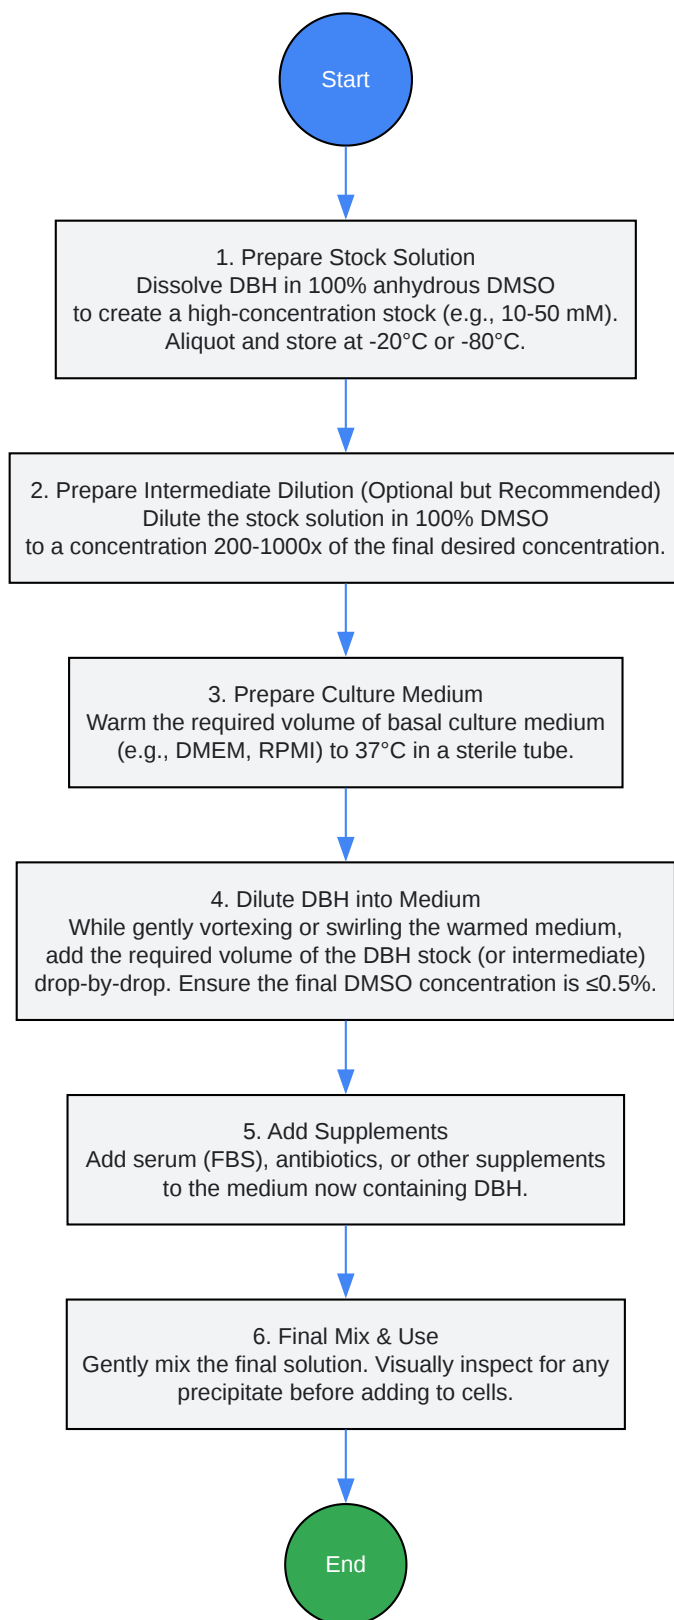 Start
1. Prepare Stock Solution
Dissolve DBH in 100% anhydrous DMSO
to create a high-concentration stock (e.g., 10-50 mM).
Aliquot and store at -20°C or -80°C.
2. Prepare Intermediate Dilution (Optional but Recommended)
Dilute the stock solution in 100% DMSO
to a concentration 200-1000x of the final desired concentration.
3. Prepare Culture Medium
Warm the required volume of basal culture medium
(e.g., DMEM, RPMI) to 37°C in a sterile tube.
4. Dilute DBH into Medium
While gently vortexing or swirling the warmed medium,
add the required volume of the DBH stock (or intermediate)
drop-by-drop. Ensure the final DMSO concentration is ≤0.5%.
5. Add Supplements
Add serum (FBS), antibiotics, or other supplements
to the medium now containing DBH.
6. Final Mix & Use
Gently mix the final solution. Visually inspect for any
precipitate before adding to cells.
End